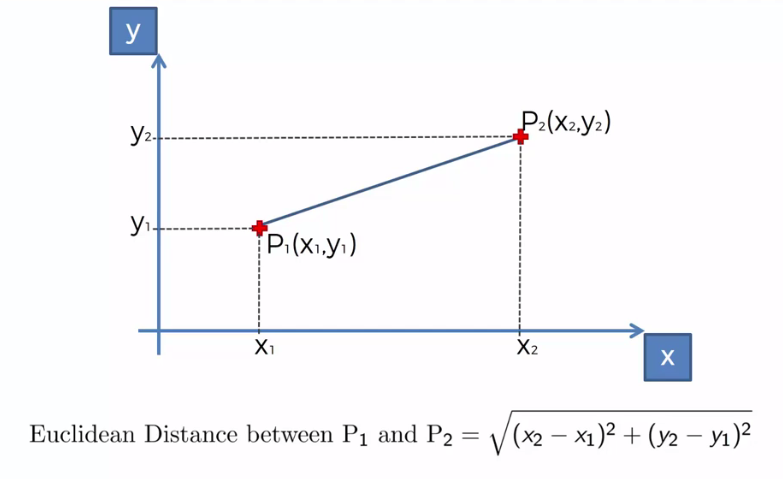 y
y₂
P₂(x₂,y₂)
y₁
P₁(x₁,y₁)
x₁
x₂
x
Euclidean Distance between P₁ and P₂ = √(x₂ − x₁)² + (y₂ − y₁)²